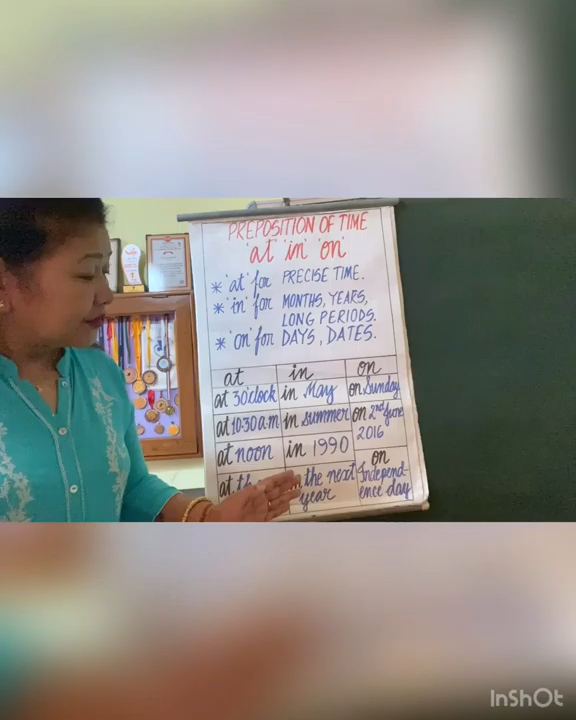 PREPOSITION OF TIME
'at' 'in' 'on'
* 'at' for PRECISE TIME.
* 'in' for MONTHS, YEARS,
LONG PERIODS.
* 'on' for DAYS, DATES.
at in on
at 3 O'clock in May on Sunday
at 10·30 a.m in summer on 2nd June
2016
at noon in 1990 on
at the next Independ-
year ence day
InShOt